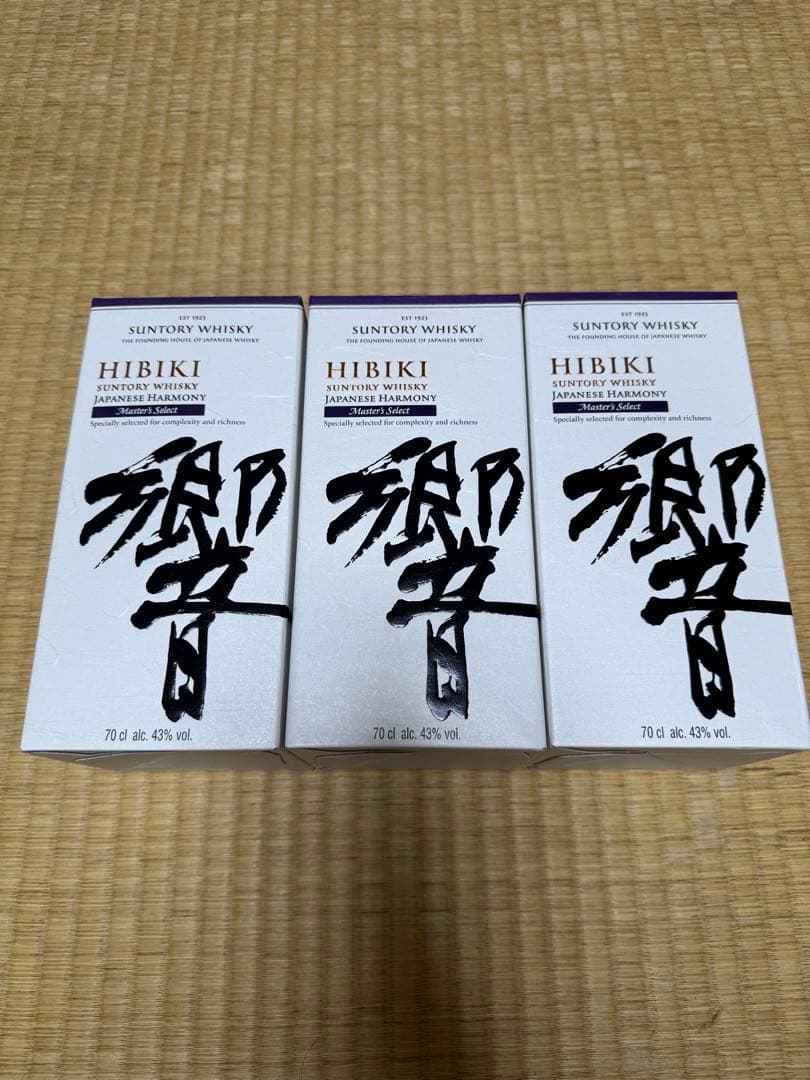 EST 1923
SUNTORY WHISKY
THE FOUNDING HOUSE OF JAPANESE WHISKY
HIBIKI
SUNTORY WHISKY
JAPANESE HARMONY
Master's Select
Specially selected for complexity and richness
響
70 cl alc. 43% vol.
EST 1923
SUNTORY WHISKY
THE FOUNDING HOUSE OF JAPANESE WHISKY
HIBIKI
SUNTORY WHISKY
JAPANESE HARMONY
Master's Select
Specially selected for complexity and richness
響
70 cl alc. 43% vol.
EST 1923
SUNTORY WHISKY
THE FOUNDING HOUSE OF JAPANESE WHISKY
HIBIKI
SUNTORY WHISKY
JAPANESE HARMONY
Master's Select
Specially selected for complexity and richness
響
70 cl alc. 43% vol.